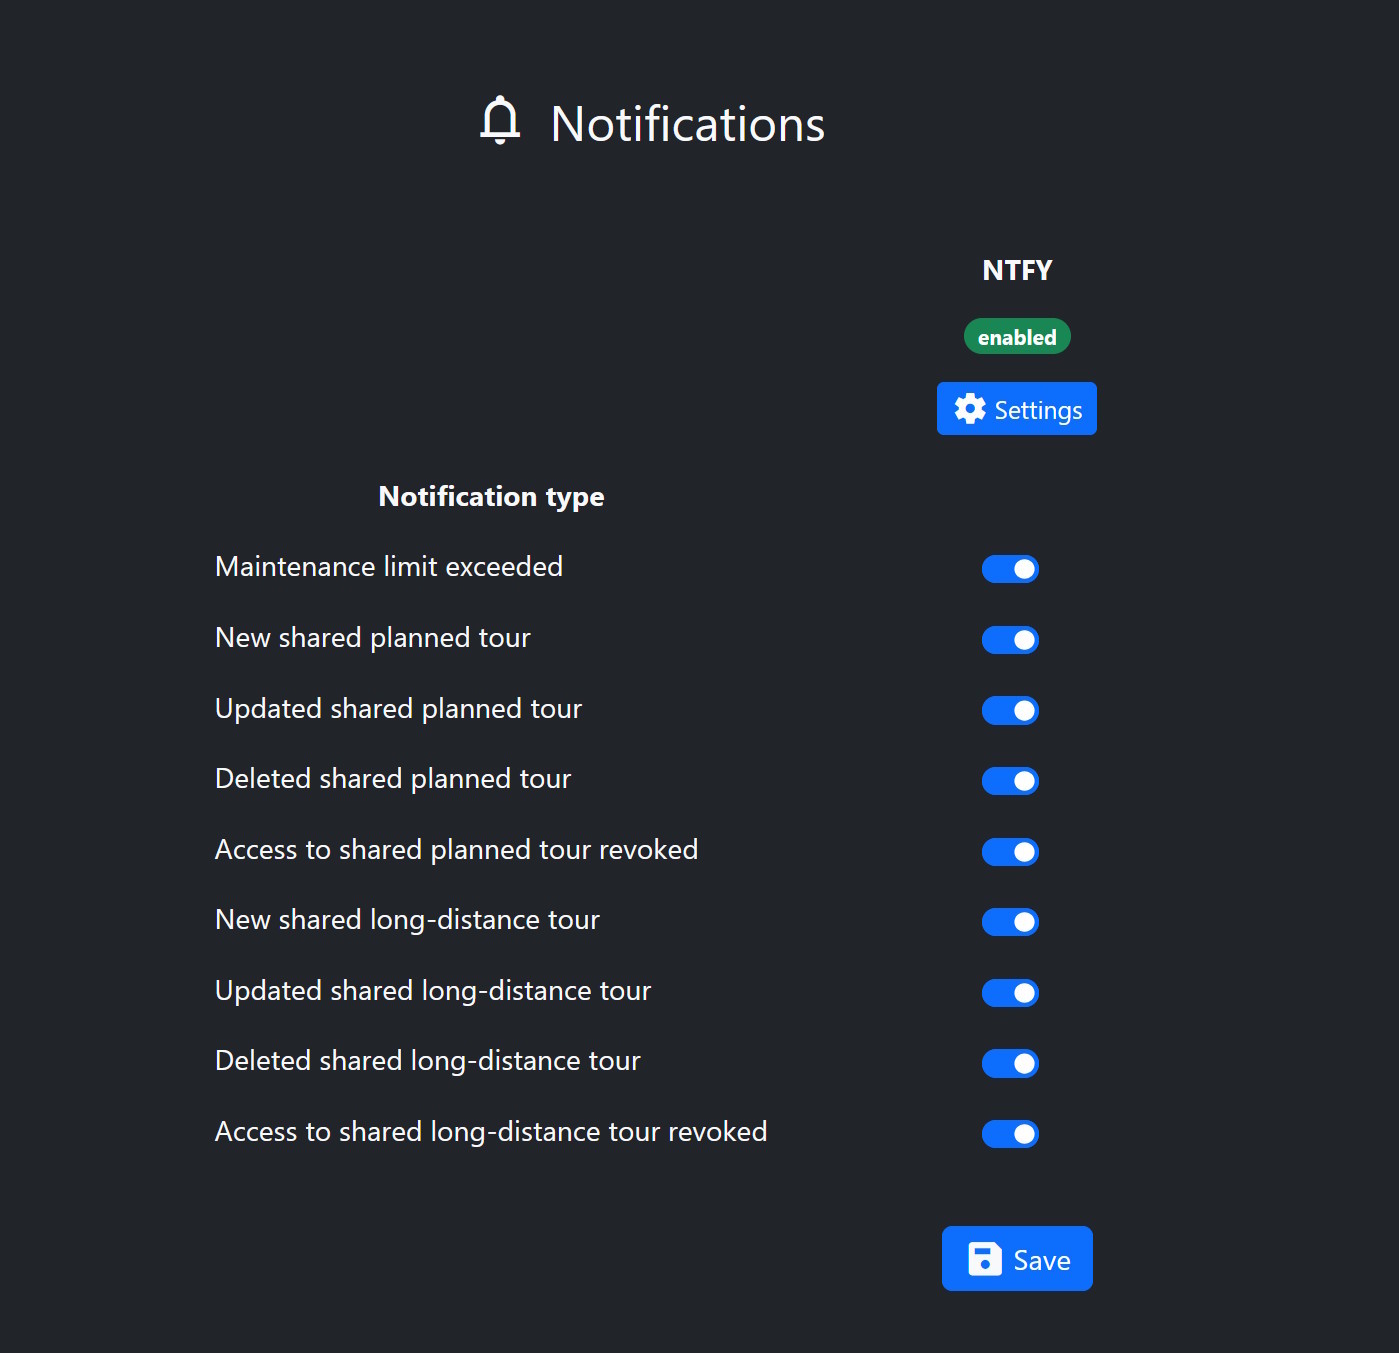 Notifications
NTFY
enabled
Settings
Notification type
Maintenance limit exceeded
New shared planned tour
Updated shared planned tour
Deleted shared planned tour
Access to shared planned tour revoked
New shared long-distance tour
Updated shared long-distance tour
Deleted shared long-distance tour
Access to shared long-distance tour revoked
Save